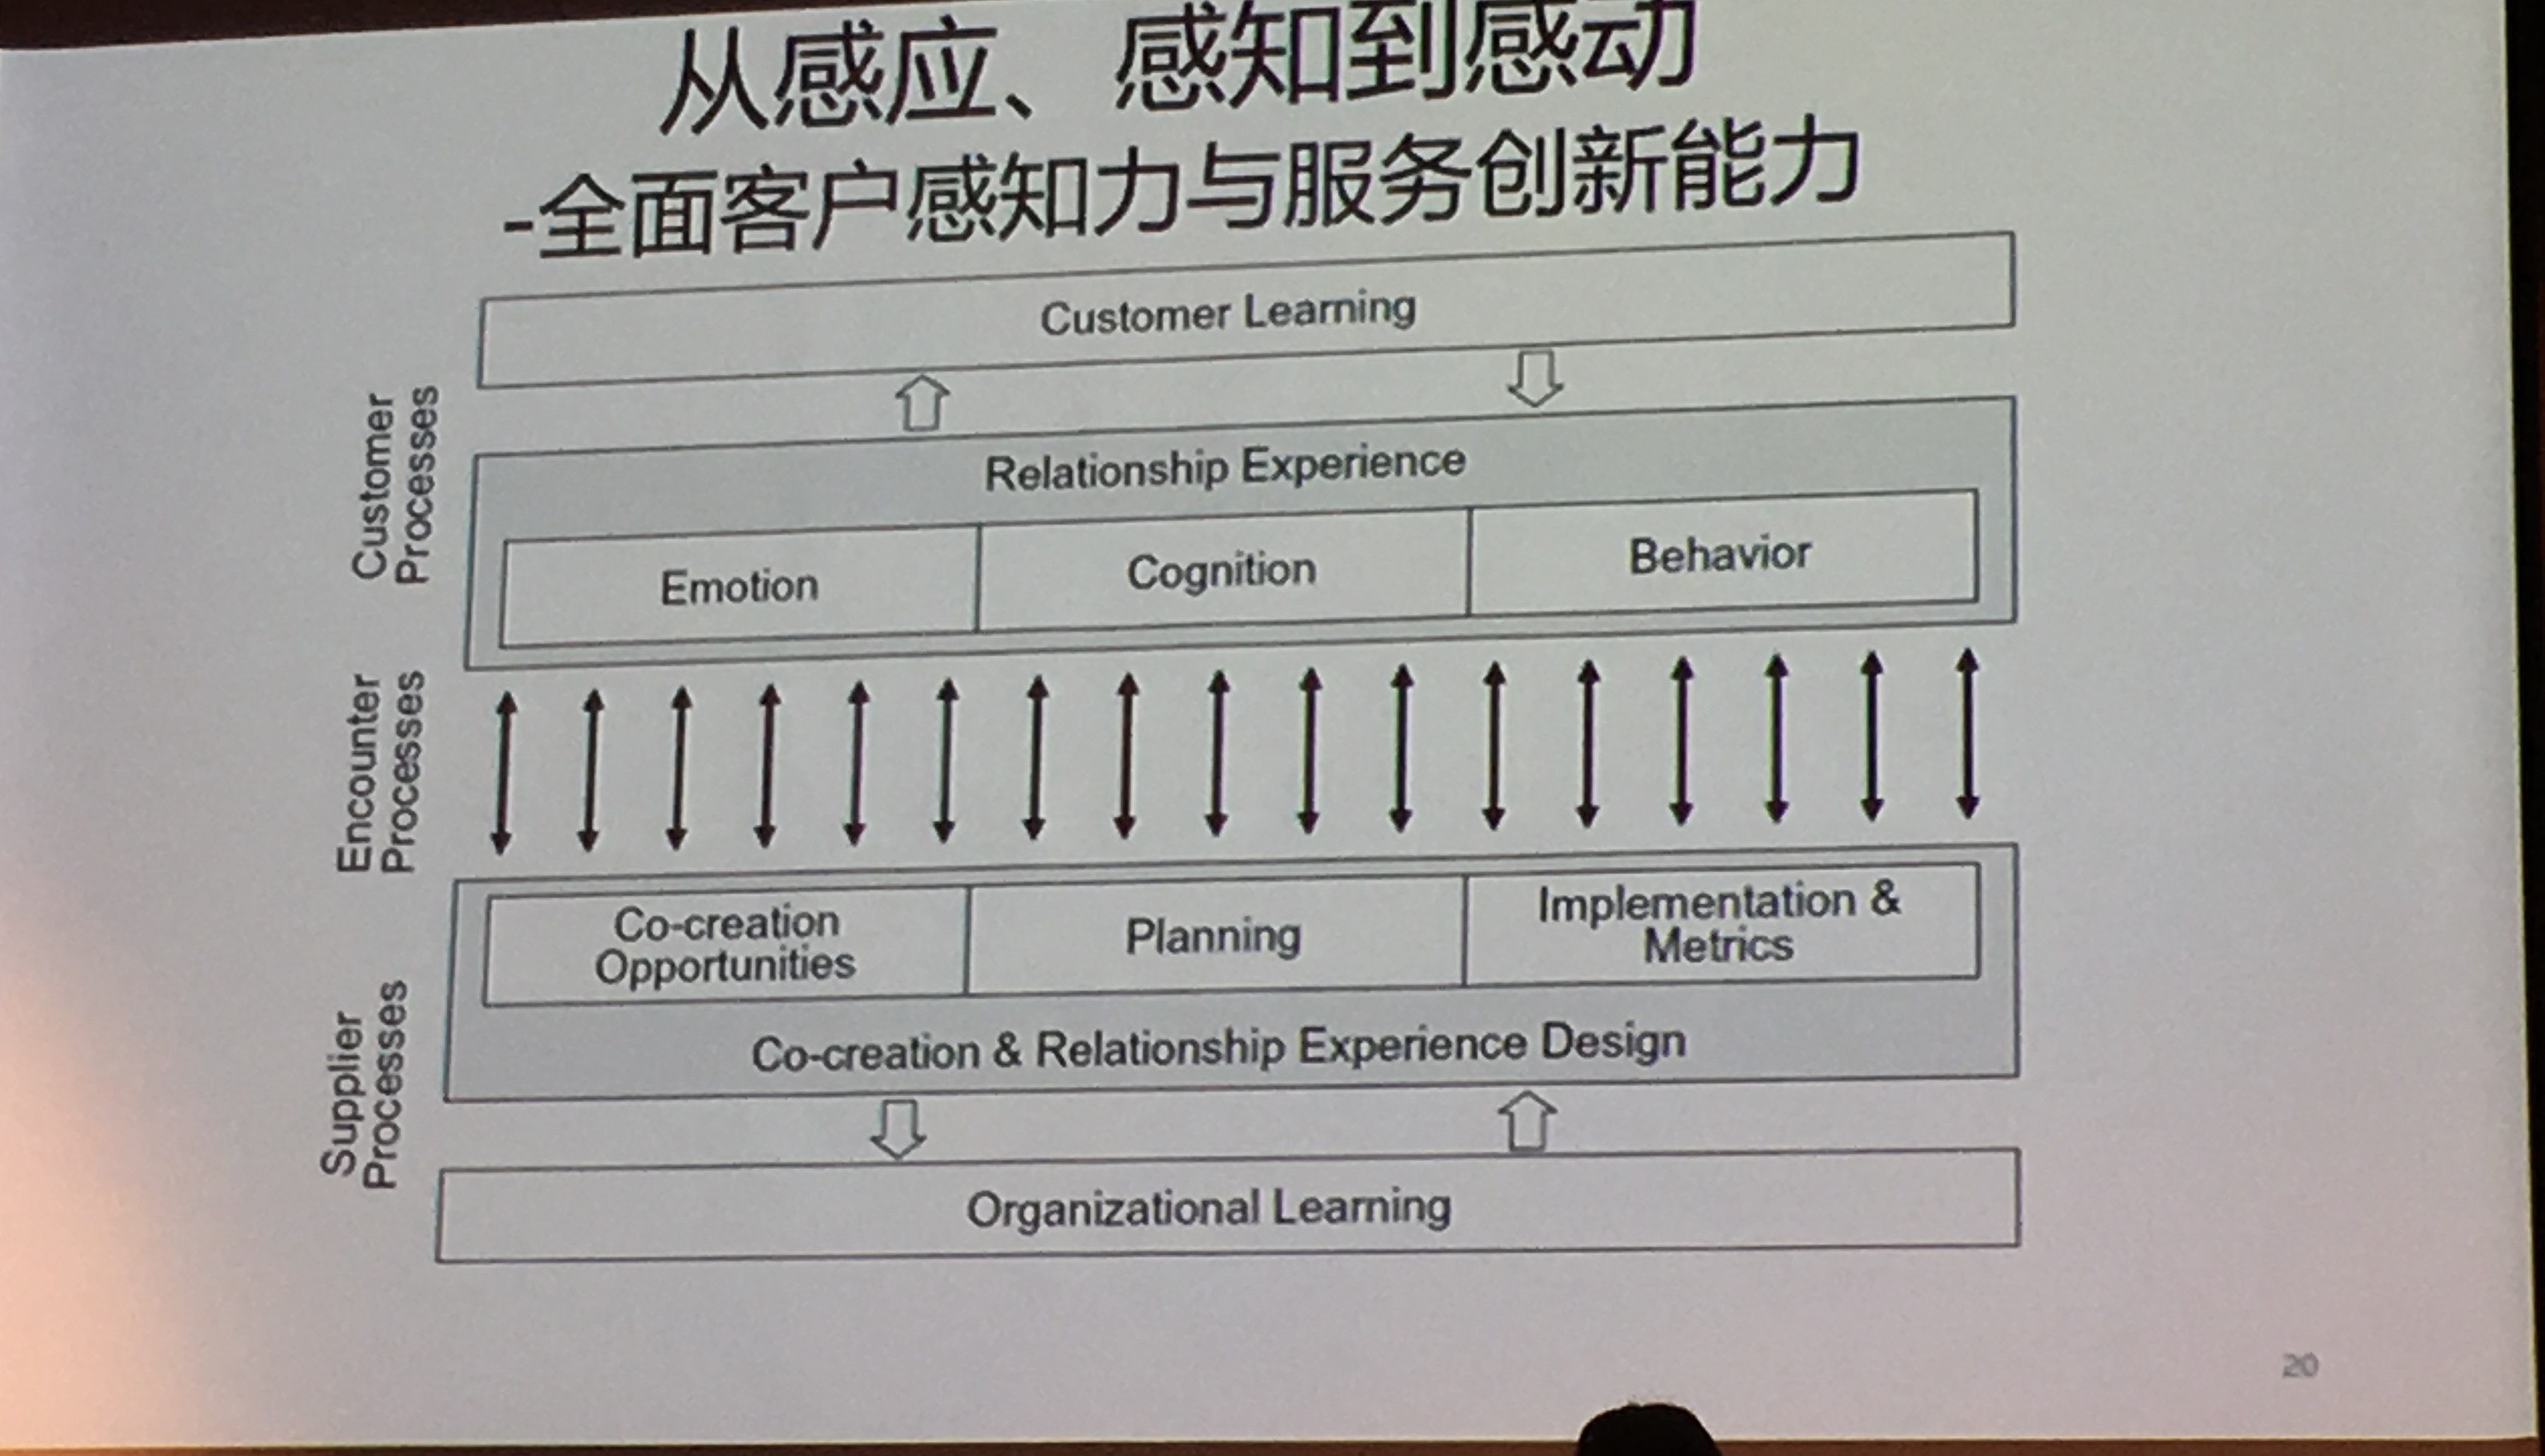 从感应、感知到感动
-全面客户感知力与服务创新能力
Customer Learning
Customer
Processes
Relationship Experience
Emotion
Cognition
Behavior
Encounter
Processes
Supplier
Processes
Co-creation
Opportunities
Planning
Implementation &
Metrics
Co-creation & Relationship Experience Design
Organizational Learning
20